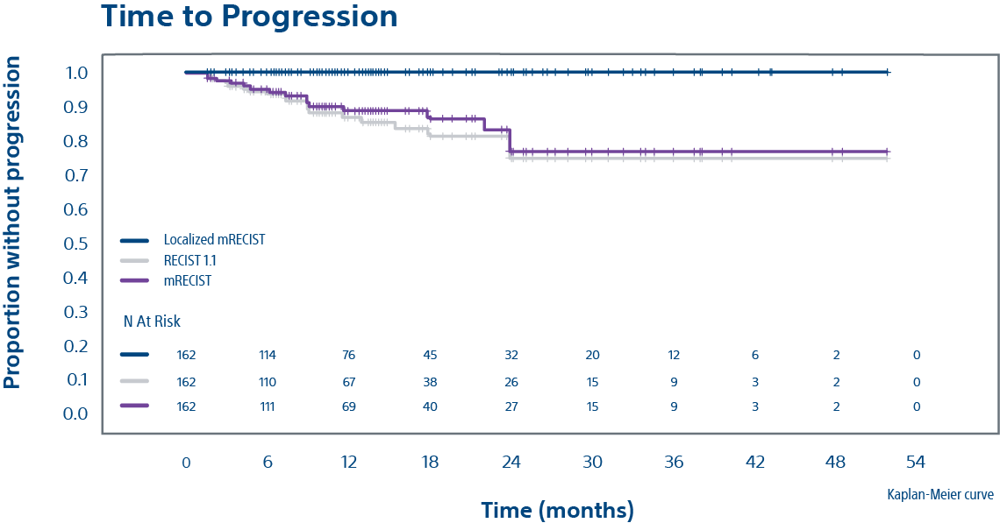 Time to Progression
Proportion without progression
1.0
0.9
0.8
0.7
0.6
0.5
0.4
0.3
0.2
0.1
0.0
Localized mRECIST
RECIST 1.1
mRECIST
N At Risk
162 114 76 45 32 20 12 6 2 0
162 110 67 38 26 15 9 3 2 0
162 111 69 40 27 15 9 3 2 0
0 6 12 18 24 30 36 42 48 54
Kaplan-Meier curve
Time (months)